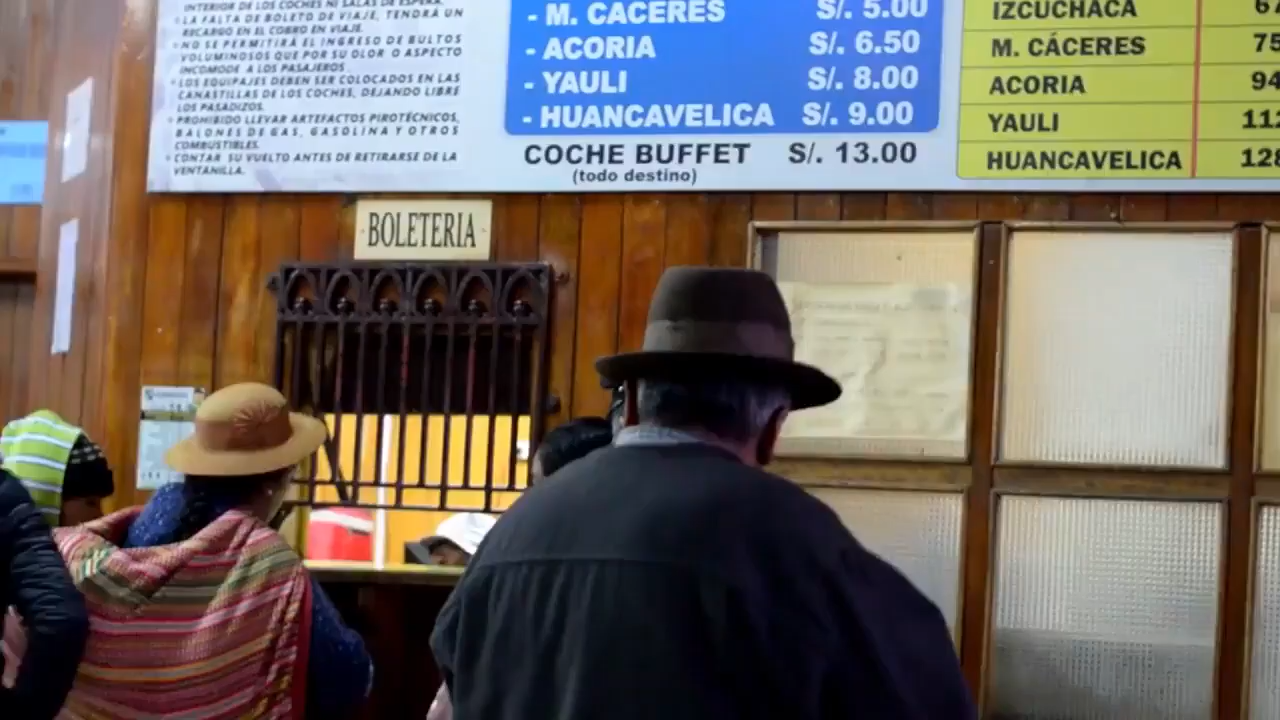 INTERIOR DE LOS COCHES NI SALAS DE ESPERA.
LA FALTA DE BOLETO DE VIAJE, TENDRÁ UN
RECARGO EN EL COBRO EN VIAJE.
NO SE PERMITIRÁ EL INGRESO DE BULTOS
VOLUMINOSOS QUE POR SU OLOR O ASPECTO
INCOMODE A LOS PASAJEROS
LOS EQUIPAJES DEBEN SER COLOCADOS EN LAS
CANASTILLAS DE LOS COCHES, DEJANDO LIBRE
LOS PASADIZOS.
PROHIBIDO LLEVAR ARTEFACTOS PIROTÉCNICOS,
BALONES DE GAS, GASOLINA Y OTROS
COMBUSTIBLES.
CONTAR SU VUELTO ANTES DE RETIRARSE DE LA
VENTANILLA.
- M. CACERES S/. 5.00
- ACORIA S/. 6.50
- YAULI S/. 8.00
- HUANCAVELICA S/. 9.00
COCHE BUFFET S/. 13.00
(todo destino)
IZCUCHACA 67
M. CÁCERES 75
ACORIA 94
YAULI 112
HUANCAVELICA 128
BOLETERIA